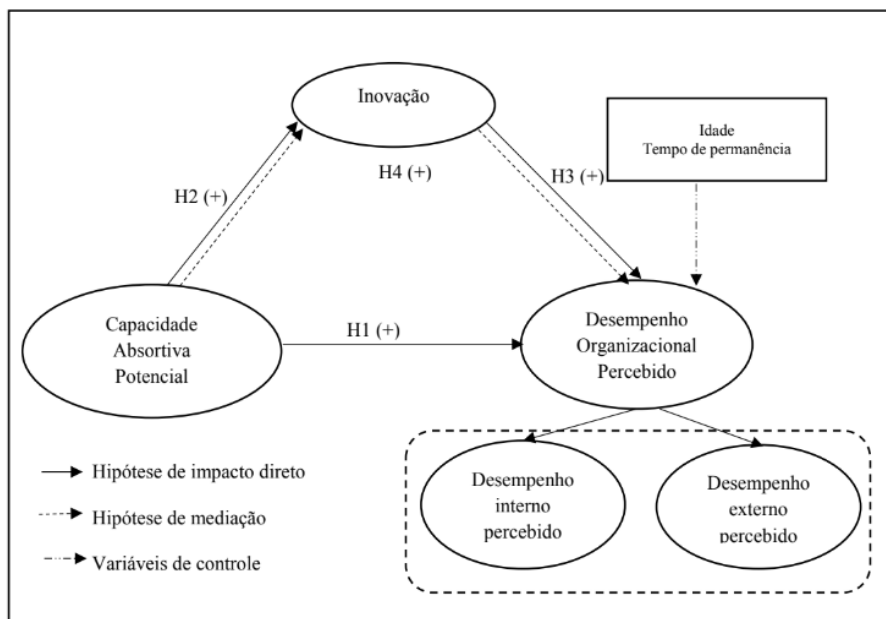 Inovação
Idade
Tempo de permanência
H4 (+)
H3 (+)
H2 (+)
Capacidade
Absortiva
Potencial
H1 (+)
Desempenho
Organizacional
Percebido
Desempenho
interno
percebido
Desempenho
externo
percebido
Hipótese de impacto direto
Hipótese de mediação
Variáveis de controle